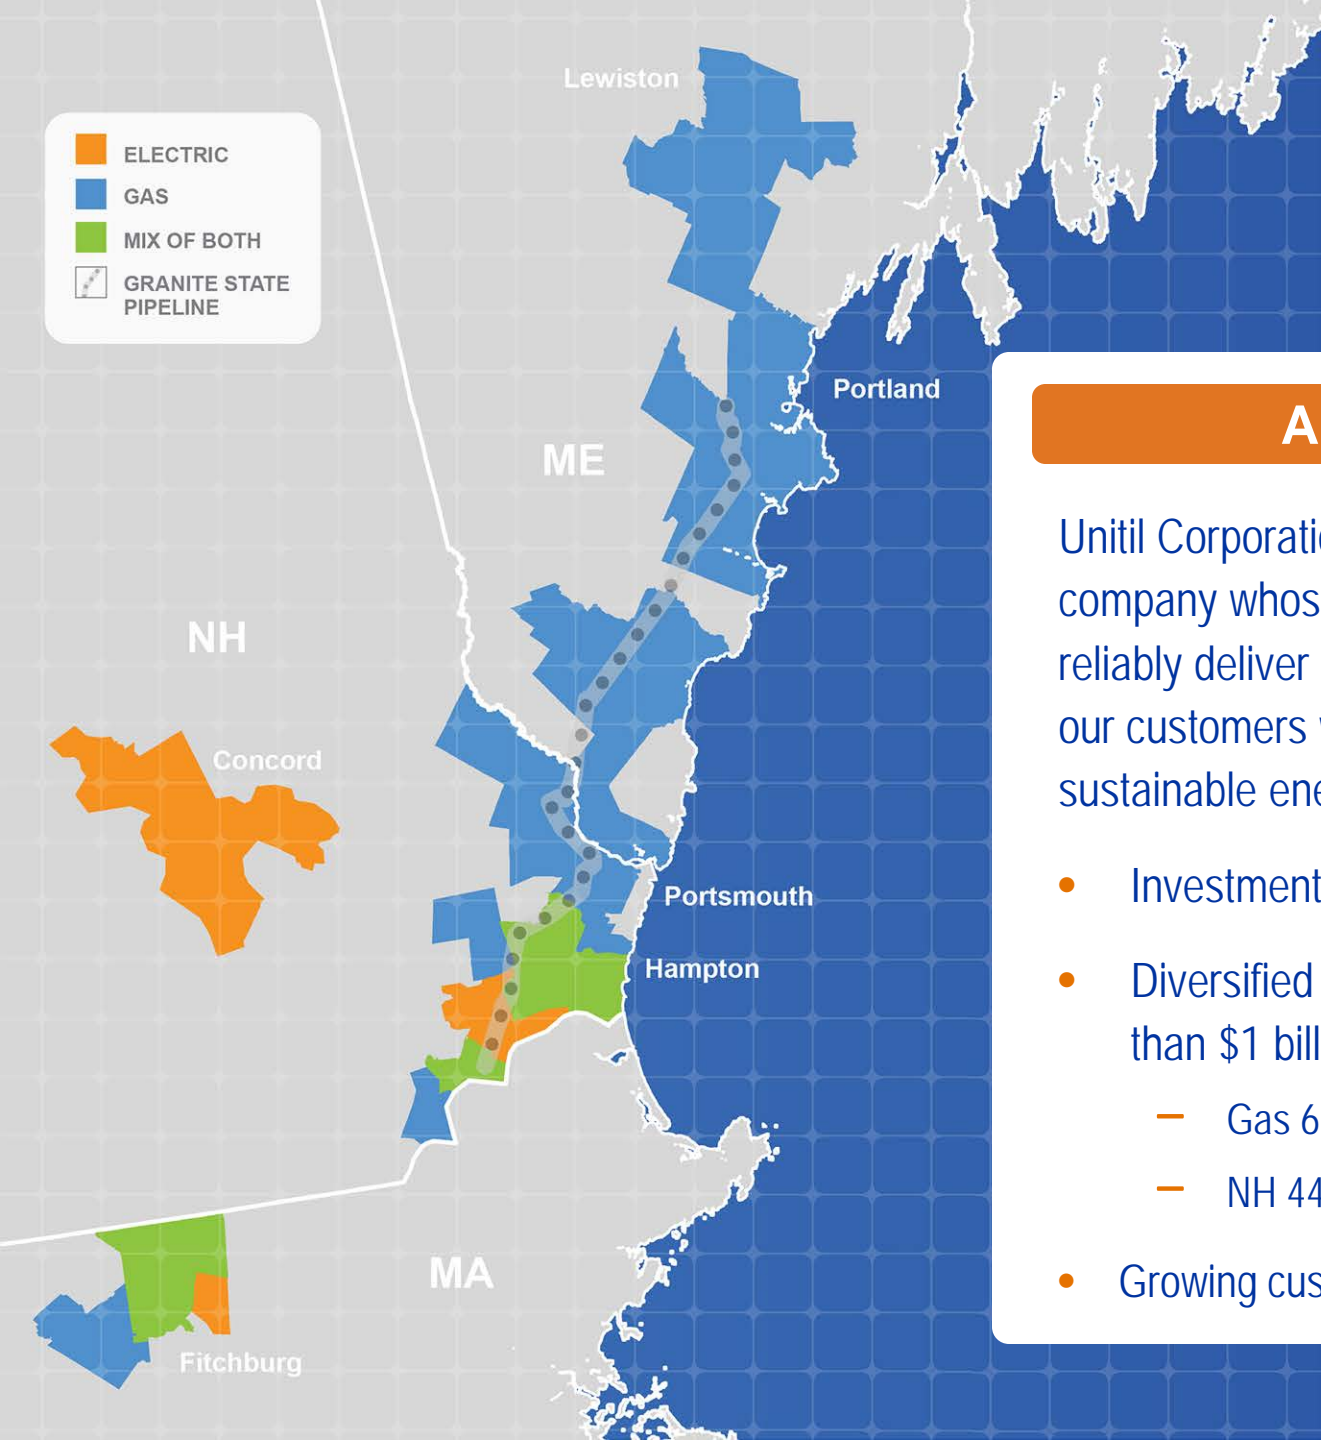 Lewiston
ELECTRIC
GAS
MIX OF BOTH
GRANITE STATE
PIPELINE
Portland
ME
NH
Concord
Portsmouth
Hampton
MA
Fitchburg
A
Unitil Corporati
company whos
reliably deliver
our customers
sustainable ene
• Investment
• Diversified
than $1 bill
– Gas 6
– NH 44
• Growing cus